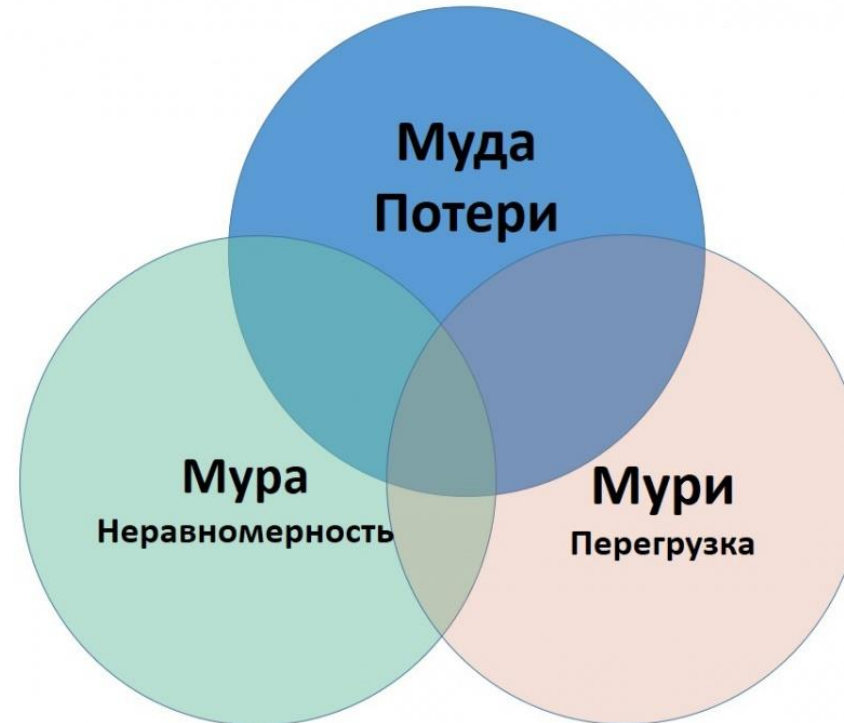 Муда
Потери
Мура
Неравномерность
Мури
Перегрузка